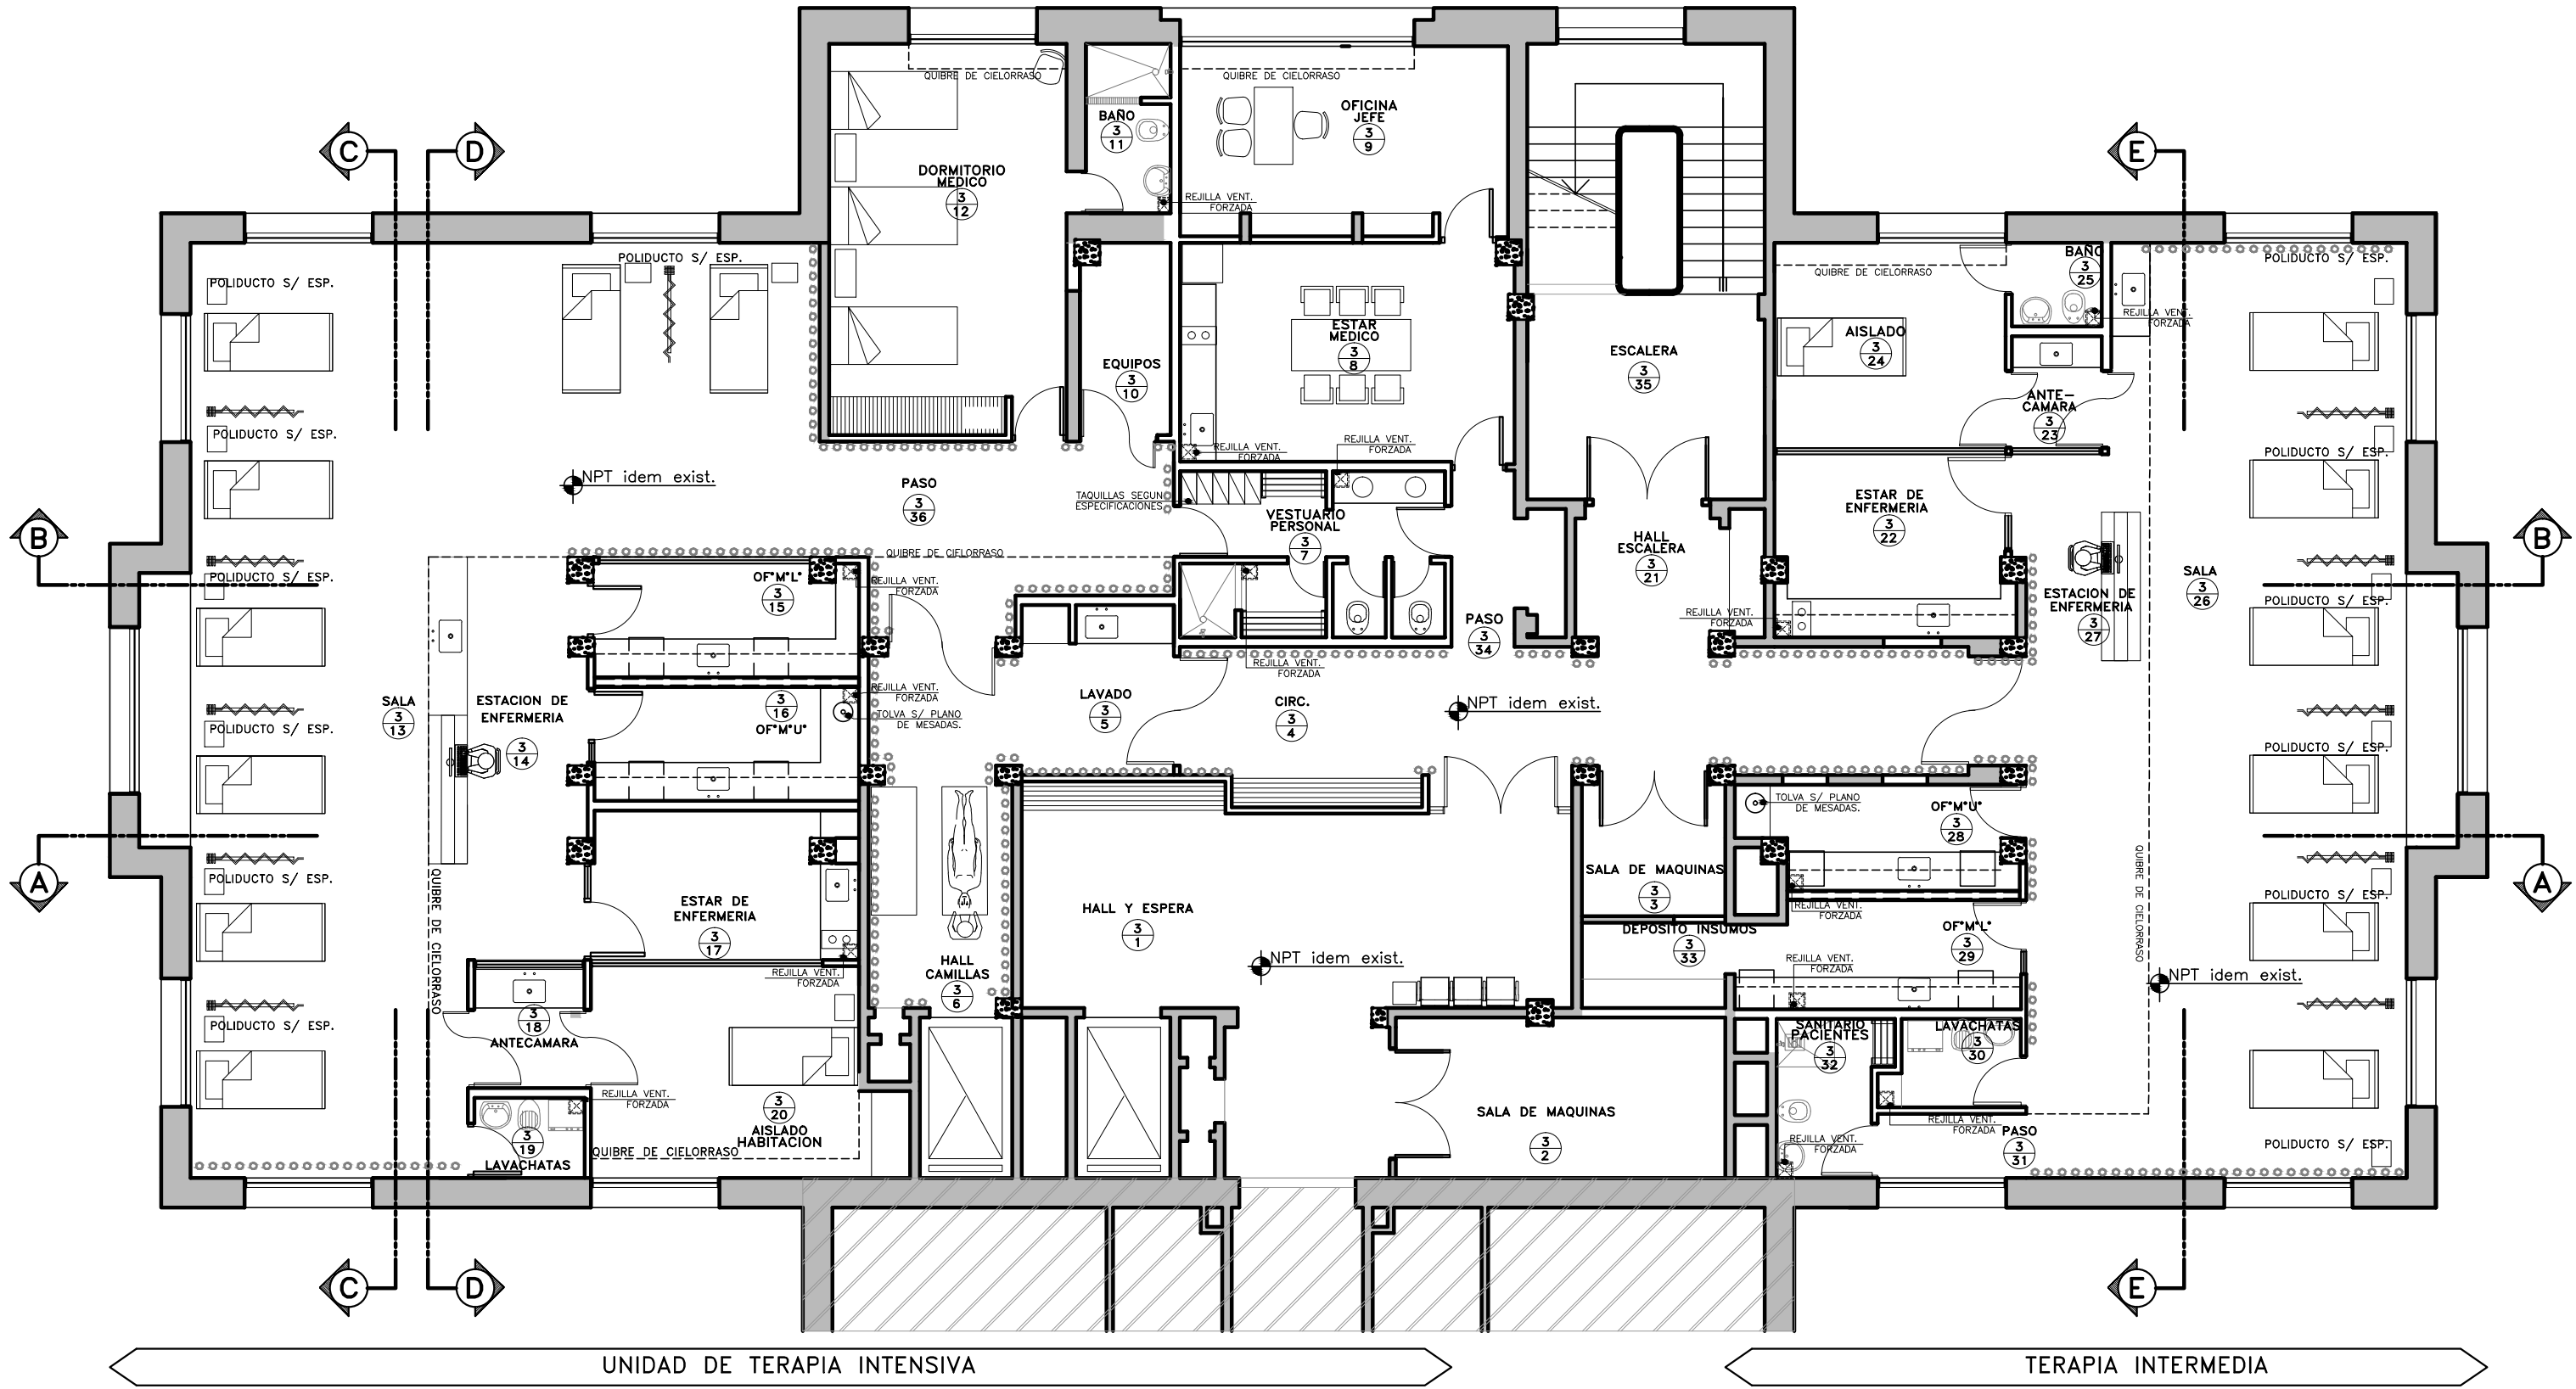 QUIBRE DE CIELORRASO
QUIBRE DE CIELORRASO
OFICINA
JEFE
3
9
BAÑO
3
11
C
D
E
DORMITORIO
MEDICO
3
12
REJILLA VENT.
FORZADA
POLIDUCTO S/ ESP.
POLIDUCTO S/ ESP.
BAÑO
3
25
POLIDUCTO S/ ESP.
QUIBRE DE CIELORRASO
REJILLA VENT.
FORZADA
ESTAR
MEDICO
3
8
AISLADO
3
24
ESCALERA
3
35
EQUIPOS
3
10
ANTE-
CAMARA
3
23
POLIDUCTO S/ ESP.
REJILLA VENT.
FORZADA
REJILLA VENT.
FORZADA
POLIDUCTO S/ ESP.
NPT idem exist.
PASO
3
36
TAQUILLAS SEGUN
ESPECIFICACIONES
VESTUARIO
PERSONAL
3
7
ESTAR DE
ENFERMERIA
3
22
B
B
HALL
ESCALERA
3
21
QUIBRE DE CIELORRASO
POLIDUCTO S/ ESP.
OF°M°L°
3
15
REJILLA VENT.
FORZADA
SALA
3
26
ESTACION DE
ENFERMERIA
3
27
POLIDUCTO S/ ESP.
REJILLA VENT.
FORZADA
PASO
3
34
REJILLA VENT.
FORZADA
SALA
3
13
ESTACION DE
ENFERMERIA
3
14
3
16
OF°M°U°
REJILLA VENT.
FORZADA
TOLVA S/ PLANO
DE MESADAS.
LAVADO
3
5
CIRC.
3
4
NPT idem exist.
POLIDUCTO S/ ESP.
POLIDUCTO S/ ESP.
TOLVA S/ PLANO
DE MESADAS.
OF°M°U°
3
28
A
A
POLIDUCTO S/ ESP.
QUIBRE DE CIELORRASO
QUIBRE DE CIELORRASO
SALA DE MAQUINAS
3
3
POLIDUCTO S/ ESP.
ESTAR DE
ENFERMERIA
3
17
HALL Y ESPERA
3
1
REJILLA VENT.
FORZADA
DEPOSITO INSUMOS
3
33
OF°M°L°
3
29
REJILLA VENT.
FORZADA
HALL
CAMILLAS
3
6
NPT idem exist.
REJILLA VENT.
FORZADA
NPT idem exist.
POLIDUCTO S/ ESP.
3
18
ANTECAMARA
SANITARIO
PACIENTES
3
32
LAVACHATAS
3
30
REJILLA VENT.
FORZADA
3
20
AISLADO
HABITACION
SALA DE MAQUINAS
3
2
REJILLA VENT.
FORZADA
REJILLA VENT.
FORZADA
PASO
3
31
POLIDUCTO S/ ESP.
3
19
LAVACHATAS
QUIBRE DE CIELORRASO
C
D
E
UNIDAD DE TERAPIA INTENSIVA
TERAPIA INTERMEDIA